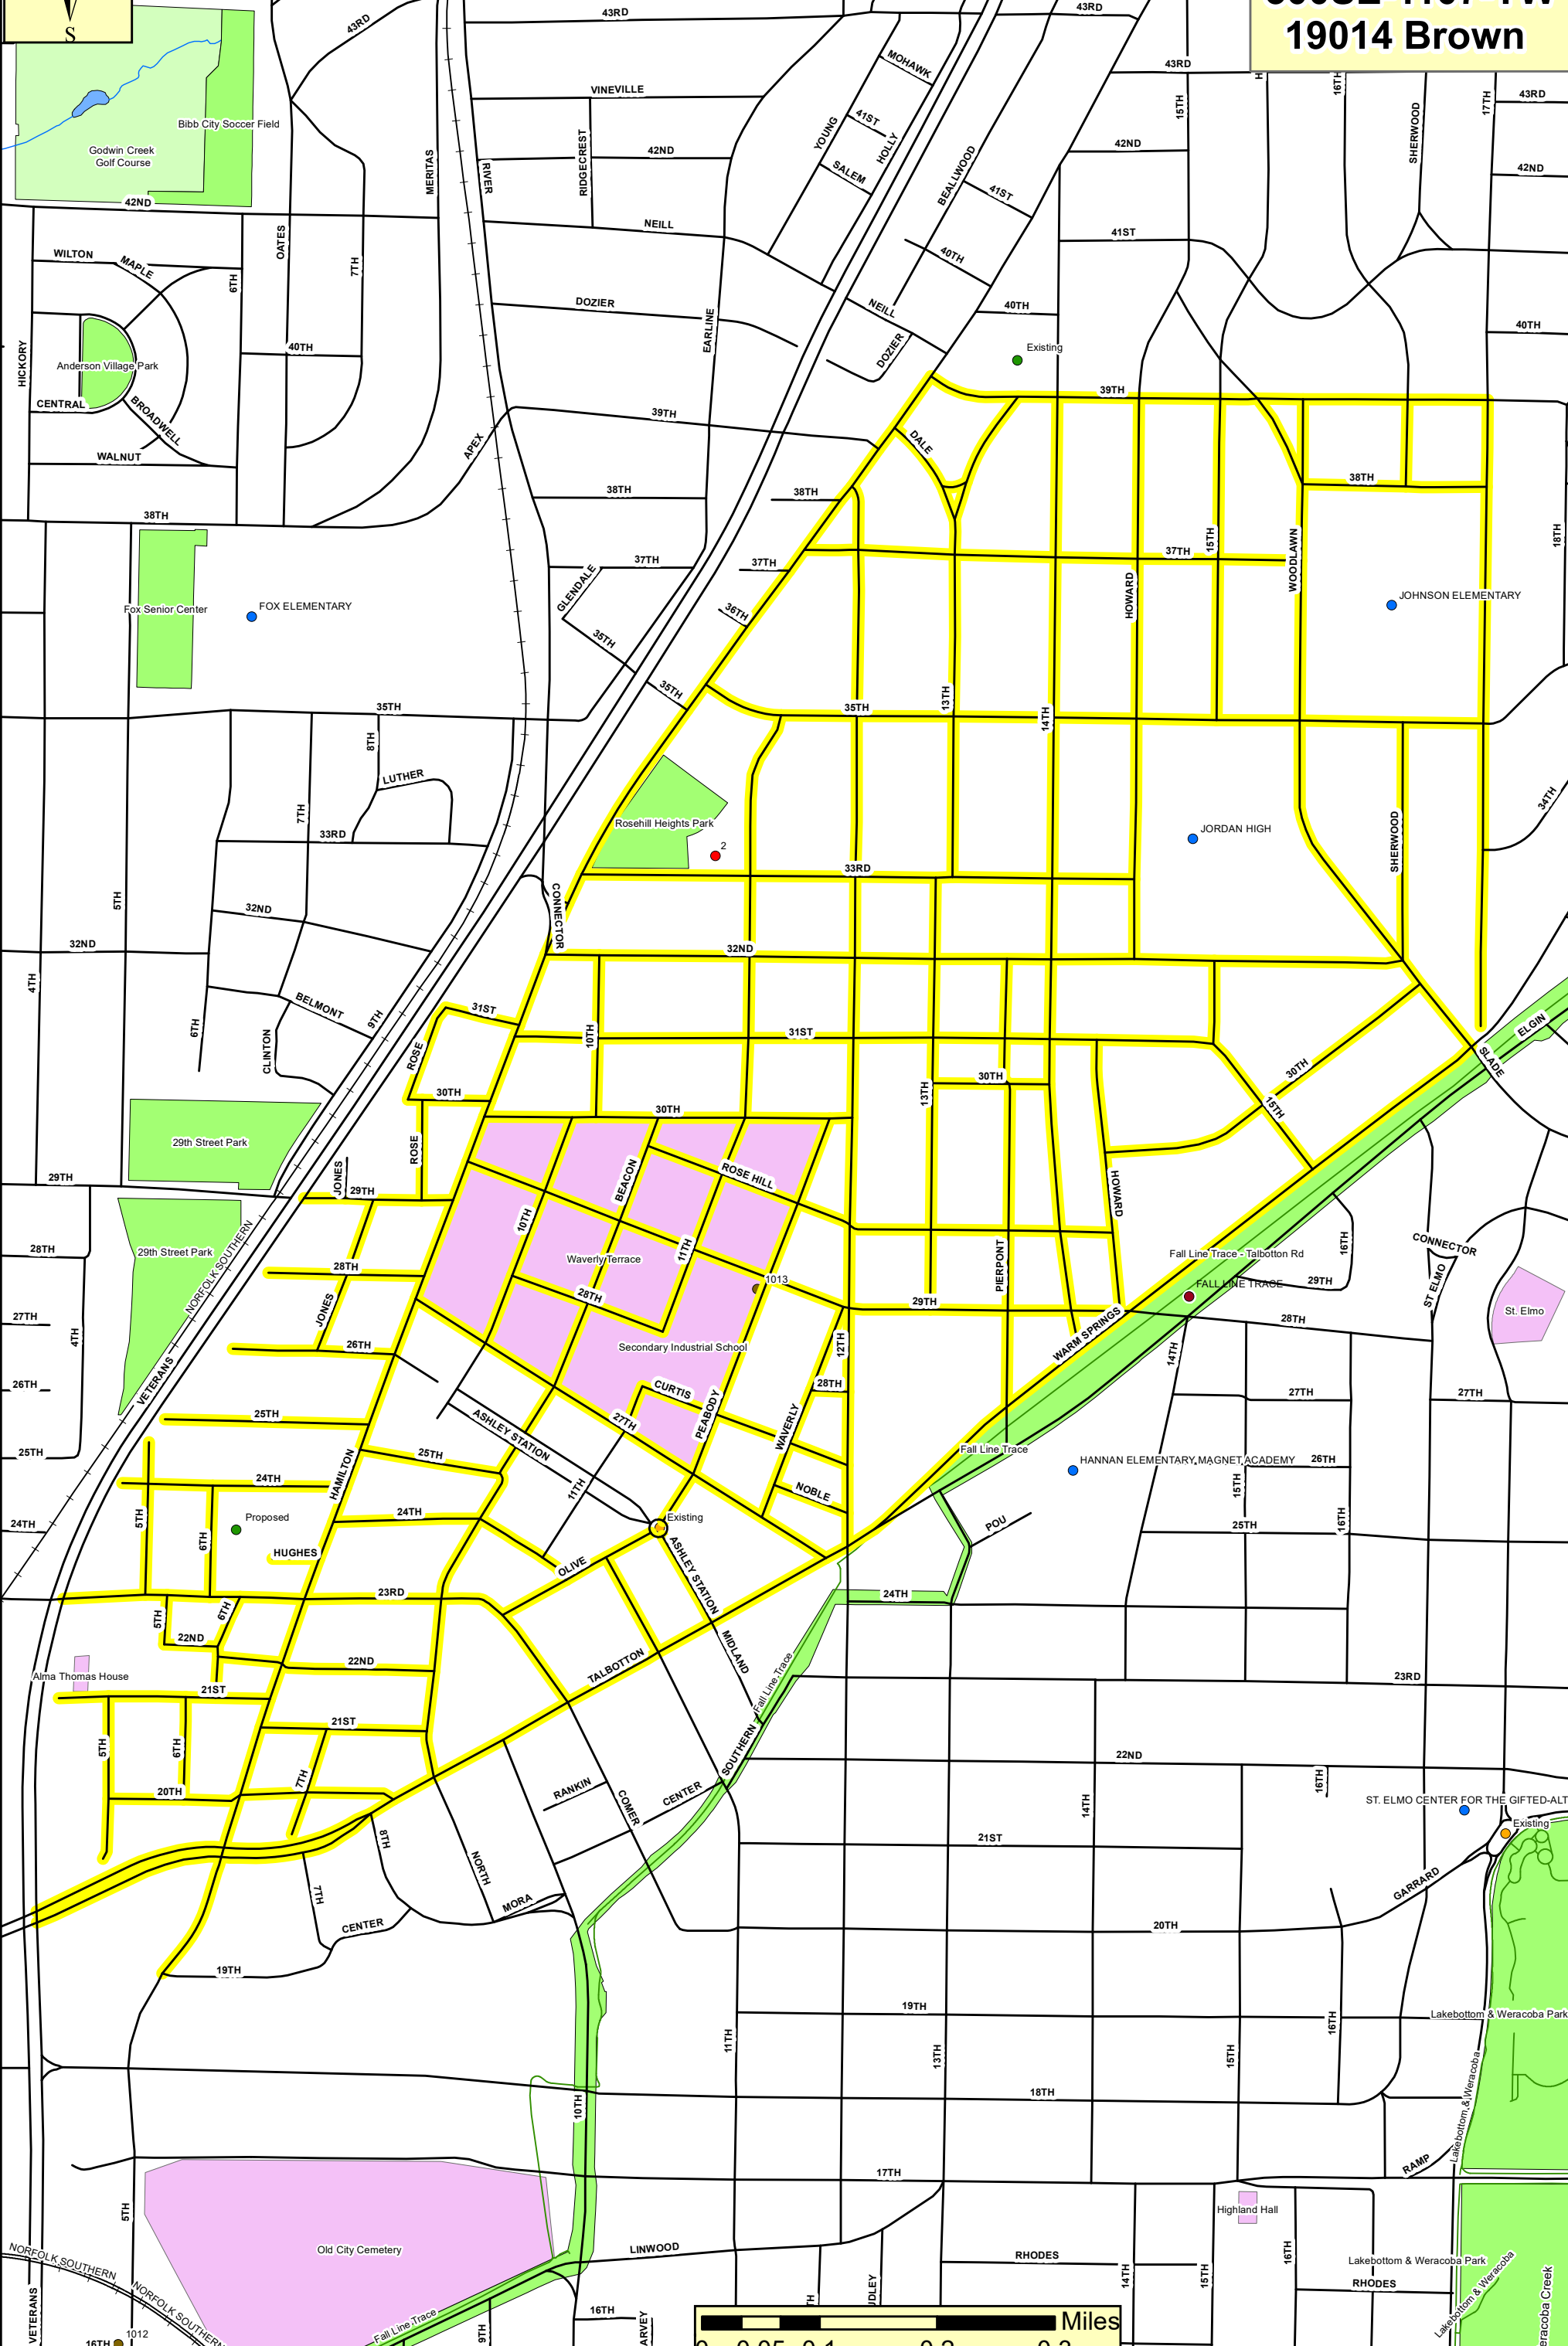 S
19014 Brown
43RD
43RD
43RD
MOHAWK
43RD
VINEVILLE
43RD
15TH
16TH
17TH
SHERWOOD
Bibb City Soccer Field
Godwin Creek
Golf Course
MERITAS
RIVER
RIDGECREST
42ND
YOUNG
41ST
HOLLY
SALEM
BEALLWOOD
42ND
42ND
41ST
42ND
OATES
NEILL
41ST
WILTON
MAPLE
6TH
7TH
40TH
DOZIER
EARLINE
NEILL
40TH
DOZIER
40TH
HICKORY
40TH
Existing
Anderson Village Park
CENTRAL
BROADWELL
39TH
39TH
WALNUT
APEX
DALE
38TH
38TH
38TH
38TH
37TH
37TH
37TH
15TH
WOODLAWN
18TH
GLENDALE
HOWARD
JOHNSON ELEMENTARY
Fox Senior Center
FOX ELEMENTARY
36TH
35TH
35TH
13TH
35TH
35TH
14TH
8TH
LUTHER
7TH
33RD
Rosehill Heights Park
2
JORDAN HIGH
SHERWOOD
34TH
33RD
5TH
CONNECTOR
32ND
32ND
32ND
4TH
BELMONT
9TH
6TH
CLINTON
31ST
ROSE
10TH
31ST
ELGIN
SLADE
30TH
30TH
30TH
13TH
30TH
15TH
29th Street Park
ROSE
BEACON
ROSE HILL
HOWARD
29TH
JONES
29TH
10TH
11TH
28TH
29th Street Park
NORFOLK SOUTHERN
28TH
Waverly Terrace
PIERPONT
Fall Line Trace - Talbotton Rd
16TH
CONNECTOR
1013
FALL LINE TRACE
29TH
ST ELMO
St. Elmo
28TH
29TH
27TH
4TH
JONES
26TH
Secondary Industrial School
12TH
WARM SPRINGS
28TH
14TH
VETERANS
26TH
28TH
CURTIS
27TH
27TH
25TH
ASHLEY STATION
27TH
PEABODY
WAVERLY
25TH
25TH
Fall Line Trace
HANNAN ELEMENTARY MAGNET ACADEMY
26TH
24TH
HAMILTON
11TH
NOBLE
15TH
5TH
Proposed
24TH
Existing
24TH
6TH
POU
25TH
16TH
HUGHES
OLIVE
ASHLEY STATION
23RD
24TH
5TH
6TH
22ND
22ND
MIDLAND
Alma Thomas House
TALBOTTON
Fall Line Trace
23RD
21ST
21ST
5TH
6TH
SOUTHERN
22ND
7TH
20TH
RANKIN
CENTER
COMER
14TH
16TH
ST. ELMO CENTER FOR THE GIFTED-ALT
Existing
8TH
21ST
NORTH
7TH
GARRARD
CENTER
MORA
20TH
19TH
19TH
Lakebottom & Weracoba Park
11TH
13TH
15TH
16TH
10TH
18TH
Lakebottom & Weracoba
RAMP
17TH
5TH
Highland Hall
Old City Cemetery
LINWOOD
RHODES
Lakebottom & Weracoba Park
NORFOLK SOUTHERN
NORFOLK SOUTHERN
14TH
15TH
16TH
RHODES
VETERANS
Lakebottom & Weracoba
16TH
Fall Line Trace
9TH
Miles
1012
16TH